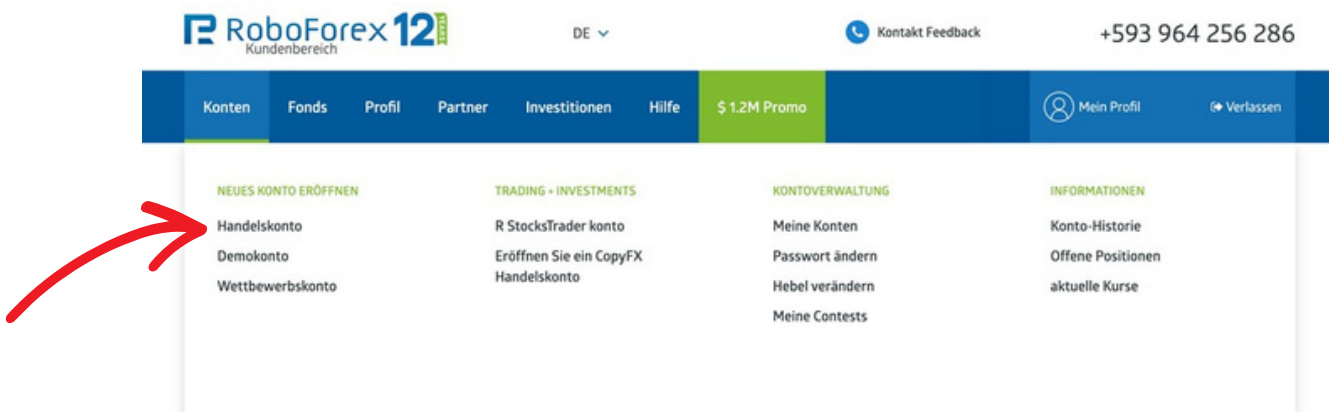 RoboForex 12 YEARS
Kundenbereich
DE
Kontakt Feedback
+593 964 256 286
Konten Fonds Profil Partner Investitionen Hilfe $ 1.2M Promo Mein Profil Verlassen
NEUES KONTO ERÖFFNEN
Handelskonto
Demokonto
Wettbewerbskonto
TRADING + INVESTMENTS
R StocksTrader konto
Eröffnen Sie ein CopyFX
Handelskonto
KONTOVERWALTUNG
Meine Konten
Passwort ändern
Hebel verändern
Meine Contests
INFORMATIONEN
Konto-Historie
Offene Positionen
aktuelle Kurse